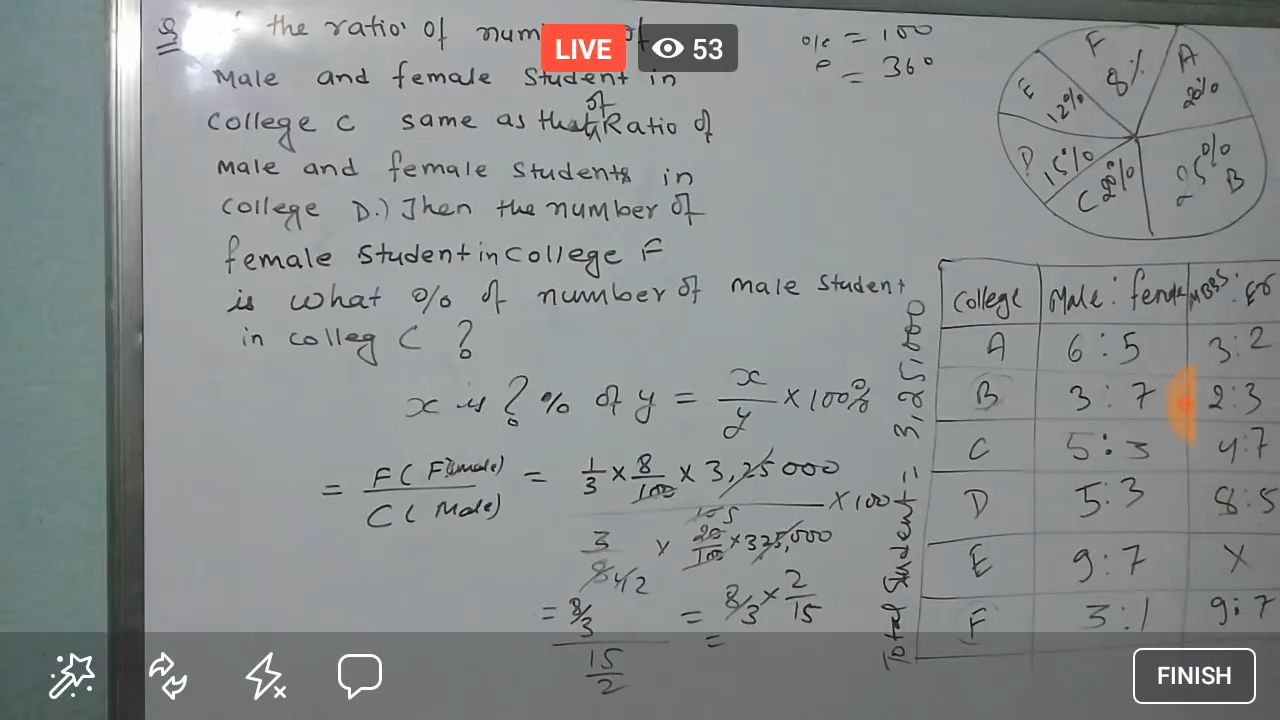 LIVE 53
Q the ratio of num of
Male and female Student in
College C same as that of Ratio of
Male and female students in
College D.) Then the number of
female student in College F
is what % of number of male student
in colleg C ?
x is ? % of y = x/y × 100%
= F( Female) / C( Male) = 1/3 × 8/100 × 3,25000 / 3/8 × 20/100 × 325,000 × 100
= 8/3 / 15/2 = 8/3 × 2/15
=
% = 100
° = 360
F 8%
A 20%
25% B
C 20%
D 15%
E 12%
Total Student = 3,25,000
College Male : female MBBS :
A 6 : 5 3 : 2
B 3 : 7 2 : 3
C 5 : 3 4 : 7
D 5 : 3 8 : 5
E 9 : 7 X
F 3 : 1 9 : 7
FINISH